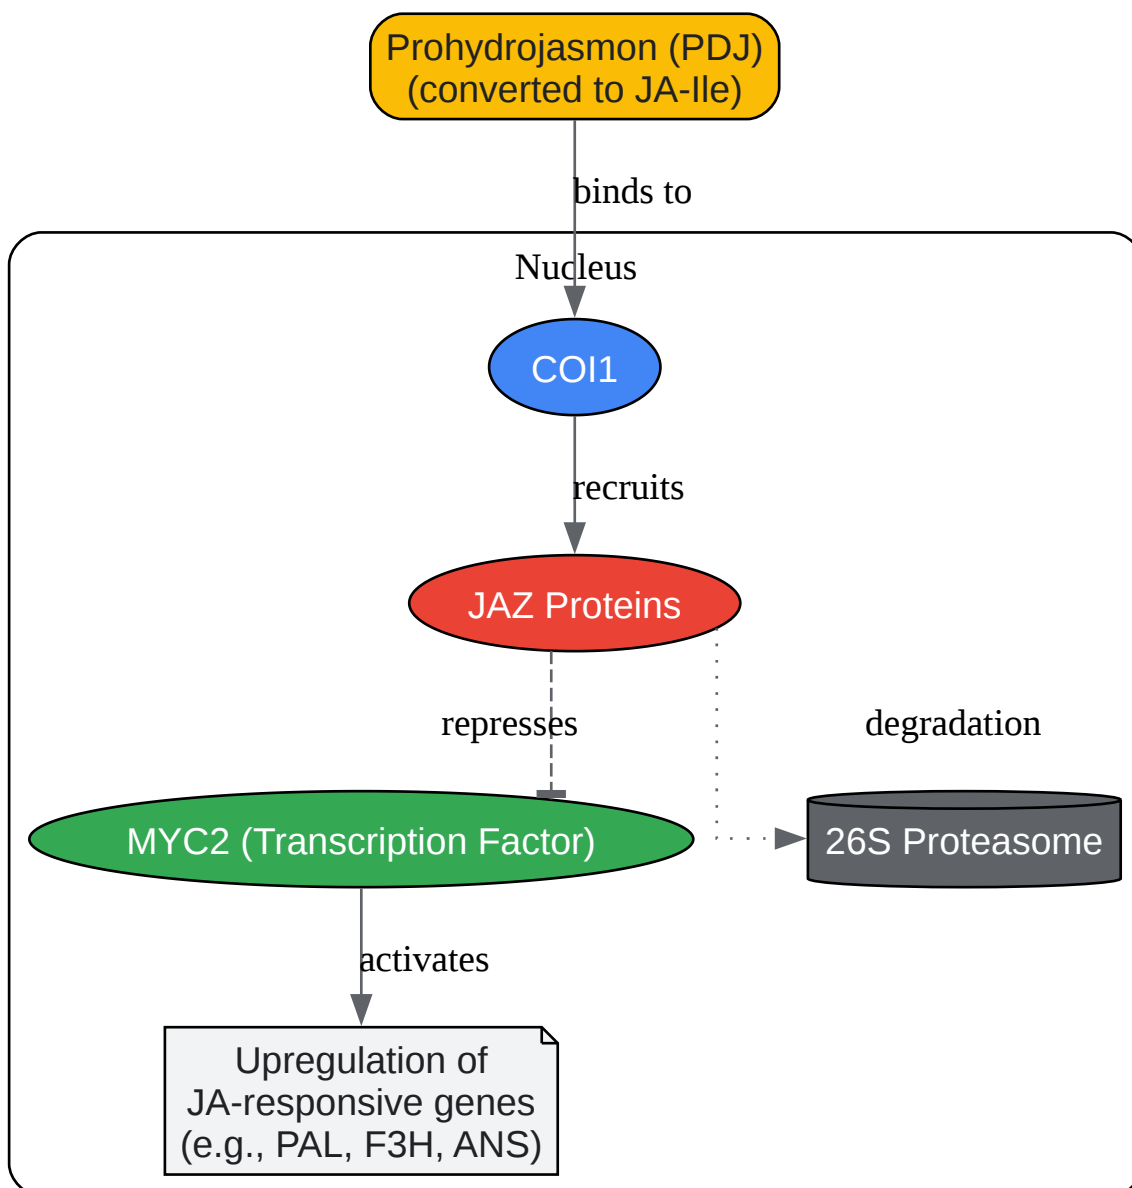 Prohydrojasmon (PDJ)
(converted to JA-Ile)
binds to
Nucleus
COI1
recruits
JAZ Proteins
represses
degradation
MYC2 (Transcription Factor)
26S Proteasome
activates
Upregulation of
JA-responsive genes
(e.g., PAL, F3H, ANS)